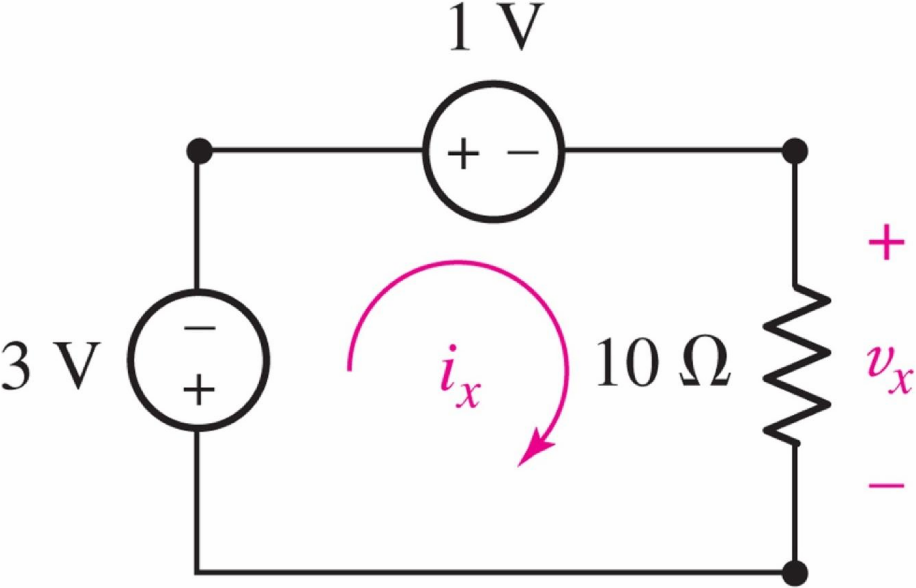 1 V
+ −
+
−
+
3 V
i_x
10 Ω
v_x
−